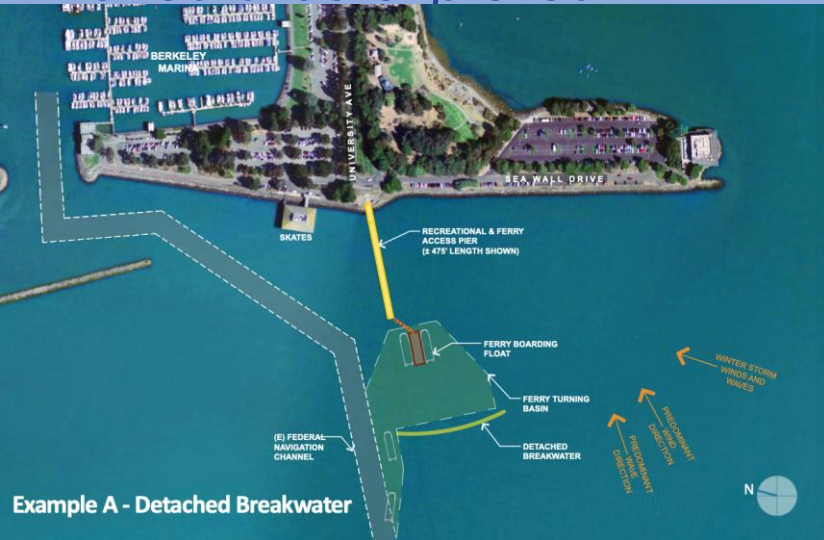 BERKELEY
MARINA
UNIVERSITY AVE
SEA WALL DRIVE
SKATES
RECREATIONAL & FERRY
ACCESS PIER
(± 475' LENGTH SHOWN)
FERRY BOARDING
FLOAT
WINTER STORM
WINDS AND
WAVES
FERRY TURNING
BASIN
PREDOMINANT
WIND
DIRECTION
PREDOMINANT
WAVE
DIRECTION
(E) FEDERAL
NAVIGATION
CHANNEL
DETACHED
BREAKWATER
N
Example A - Detached Breakwater